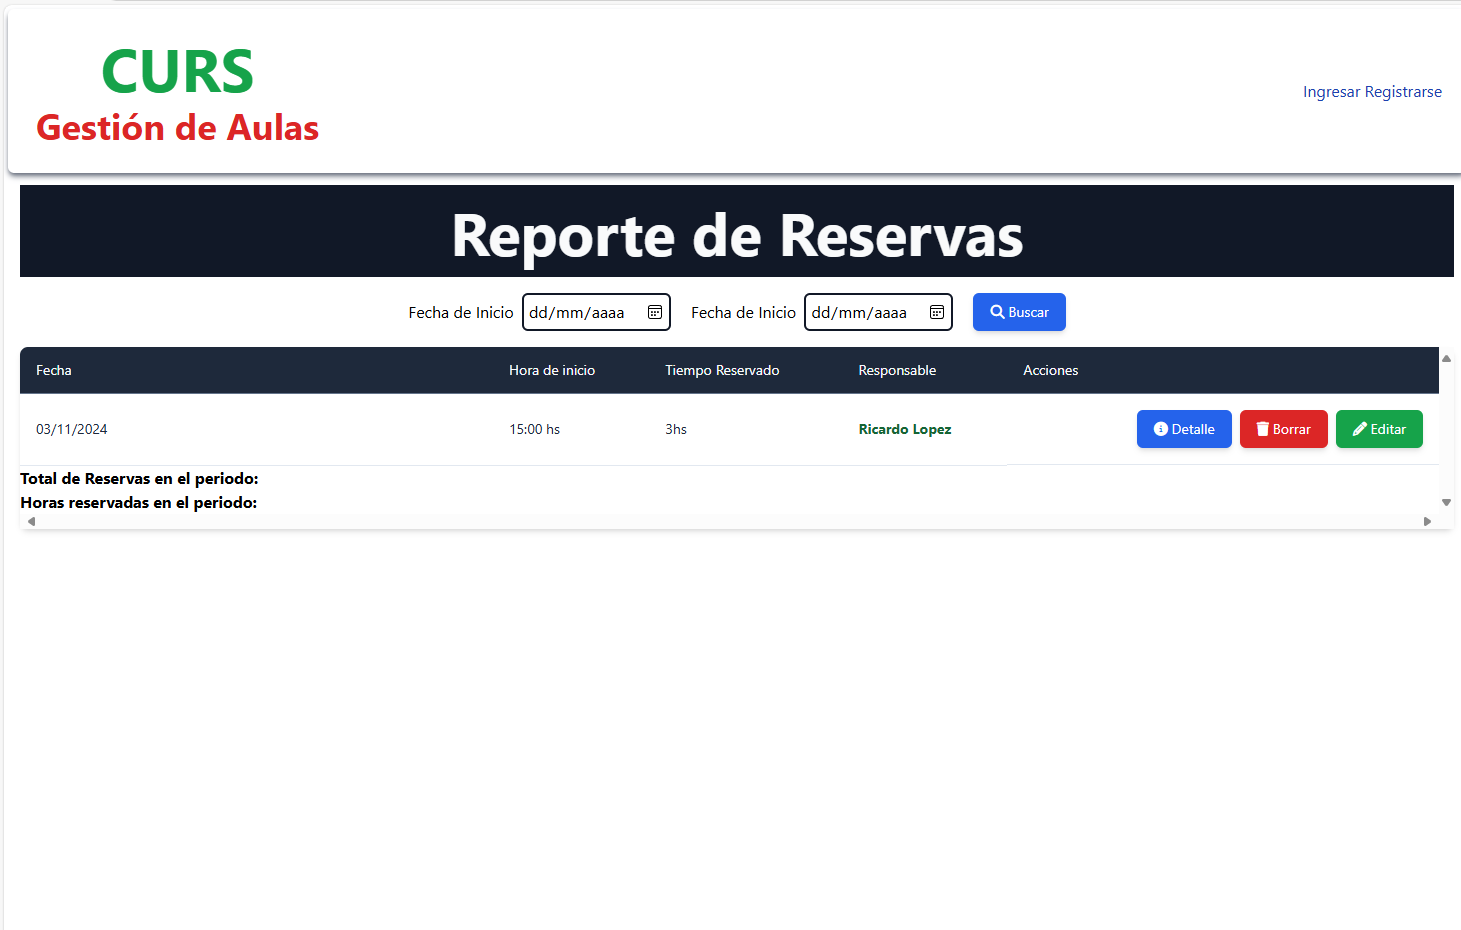 CURS
Gestión de Aulas
Ingresar Registrarse
Reporte de Reservas
Fecha de Inicio dd/mm/aaaa Fecha de Inicio dd/mm/aaaa Buscar
Fecha Hora de inicio Tiempo Reservado Responsable Acciones
03/11/2024 15:00 hs 3hs Ricardo Lopez Detalle Borrar Editar
Total de Reservas en el periodo:
Horas reservadas en el periodo: